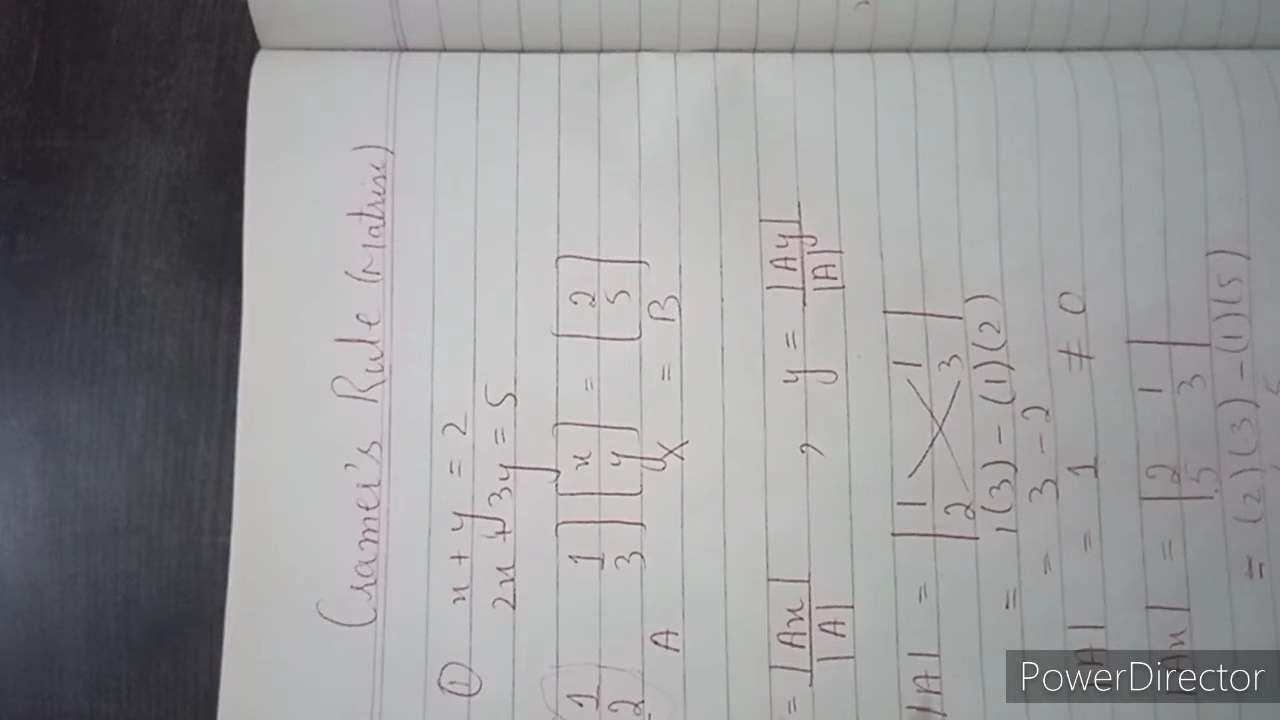 Cramer's Rule (Matrix)
① x + y = 2
2x + 3y = 5
[1 1] [x] = [2]
[2 3] [y] [5]
A X = B
= |Ax| / |A| , y = |Ay| / |A|
|A| = |1 1|
|2 3|
= 1(3) - (1)(2)
= 3 - 2
|A| = 1 ≠ 0
|Ax| = |2 1|
|5 3|
= (2)(3) - (1)(5)
PowerDirector